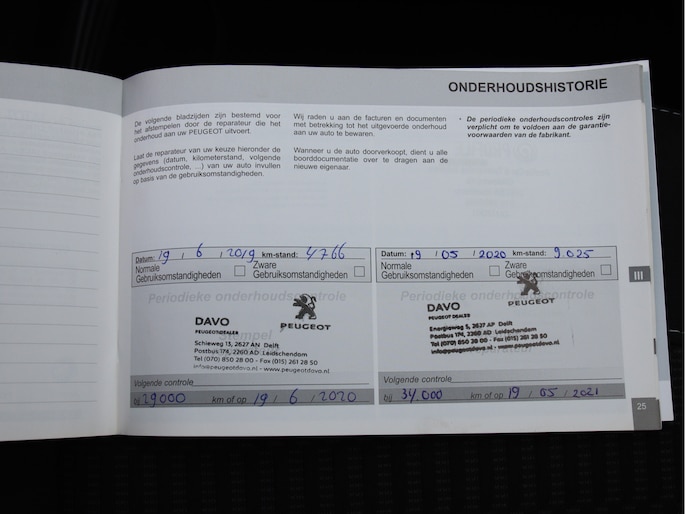 ONDERHOUDSHISTORIE
De volgende bladzijden zijn bestemd voor
het afstempelen door de reparateur die het
onderhoud aan uw PEUGEOT uitvoert.
Laat de reparateur van uw keuze hieronder de
gegevens (datum, kilometerstand, volgende
onderhoudscontrole, ...) van uw auto invullen
op basis van de gebruiksomstandigheden.
Wij raden u aan de facturen en documenten
met betrekking tot het uitgevoerde onderhoud
aan uw auto te bewaren.
Wanneer u de auto doorverkoopt, dient u alle
boorddocumentatie over te dragen aan de
nieuwe eigenaar.
• De periodieke onderhoudscontroles zijn
verplicht om te voldoen aan de garantie-
voorwaarden van de fabrikant.
Datum: 19 / 6 / 2019 km-stand: 4766
Normale Gebruiksomstandigheden
Zware Gebruiksomstandigheden
Periodieke onderhoudscontrole
Stempel
DAVO
PEUGEOT DEALER
PEUGEOT
Schieweg 15, 2627 AN Delft
Postbus 174, 2260 AD Leidschendam
Tel (070) 850 28 00 - Fax (015) 261 28 50
info@peugeotdavo.nl - www.peugeotdavo.nl
Volgende controle
bij 29000 km of op 19 / 6 / 2020
Datum: 19 / 05 / 2020 km-stand: 9.025
Normale Gebruiksomstandigheden
Zware Gebruiksomstandigheden
Periodieke onderhoudscontrole
DAVO
PEUGEOT DEALER
PEUGEOT
Energieweg 5, 2627 AP Delft
Postbus 174, 2260 AD Leidschendam
Tel (070) 850 28 00 - Fax (015) 261 28 50
info@peugeotdavo.nl - www.peugeotdavo.nl
Volgende controle
bij 34.000 km of op 19 / 05 / 2021
III
25